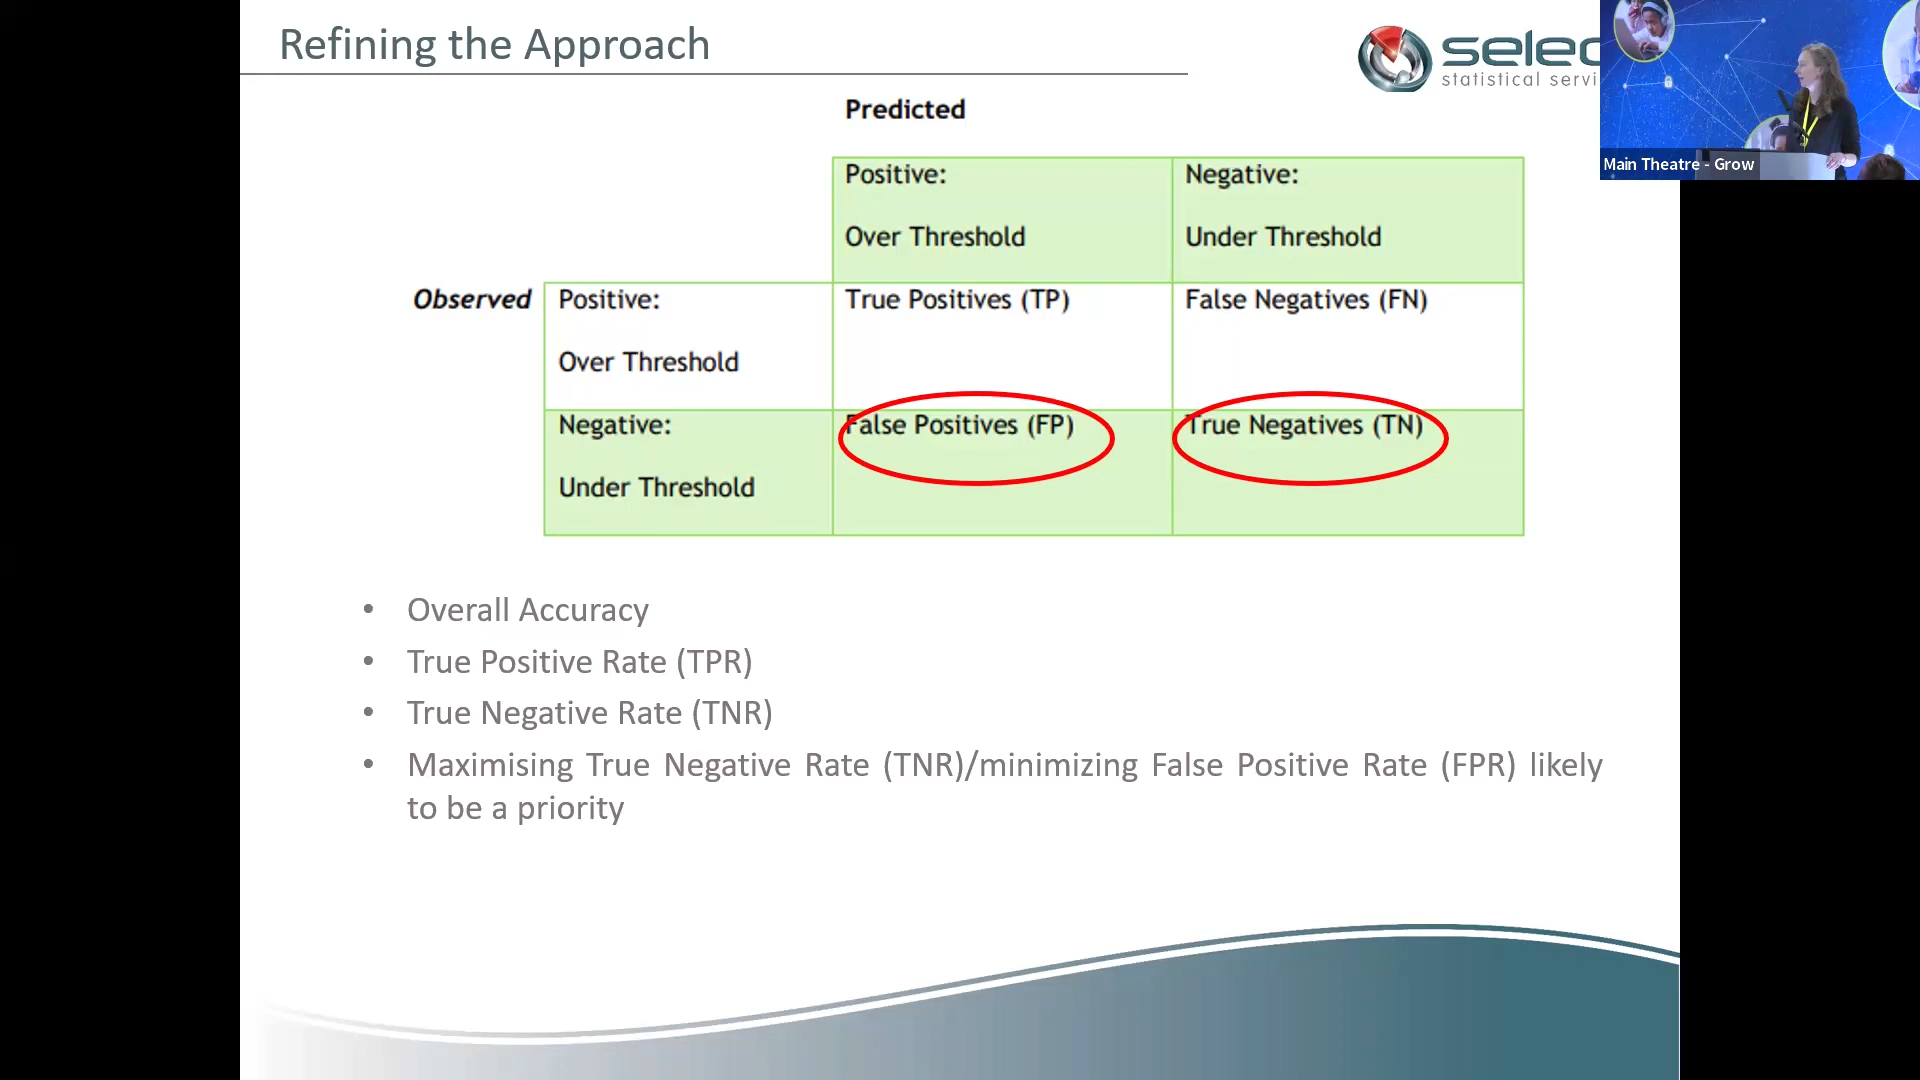 Refining the Approach
selec
statistical servi
Main Theatre - Grow
Predicted
Positive:
Negative:
Over Threshold
Under Threshold
Observed
Positive:
True Positives (TP)
False Negatives (FN)
Over Threshold
Negative:
False Positives (FP)
True Negatives (TN)
Under Threshold
• Overall Accuracy
• True Positive Rate (TPR)
• True Negative Rate (TNR)
• Maximising True Negative Rate (TNR)/minimizing False Positive Rate (FPR) likely
to be a priority